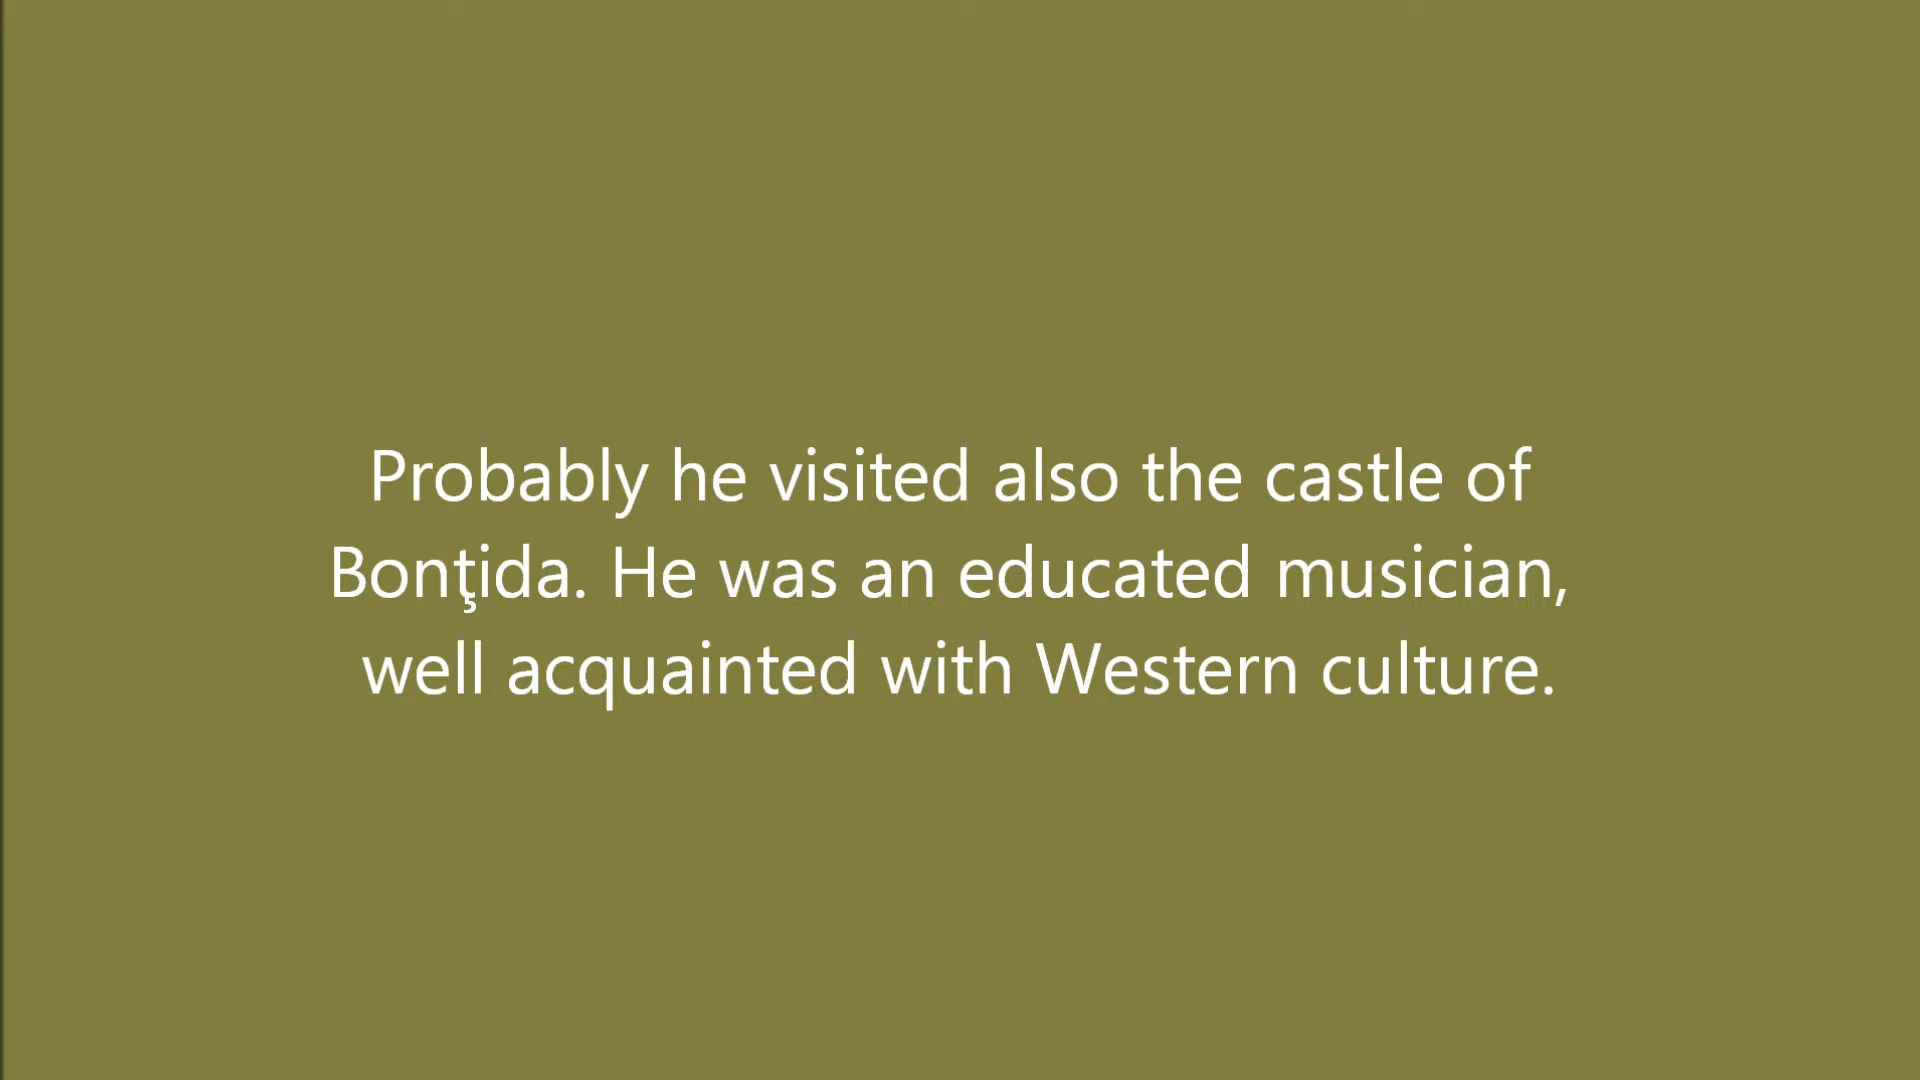 Probably he visited also the castle of
Bonţida. He was an educated musician,
well acquainted with Western culture.